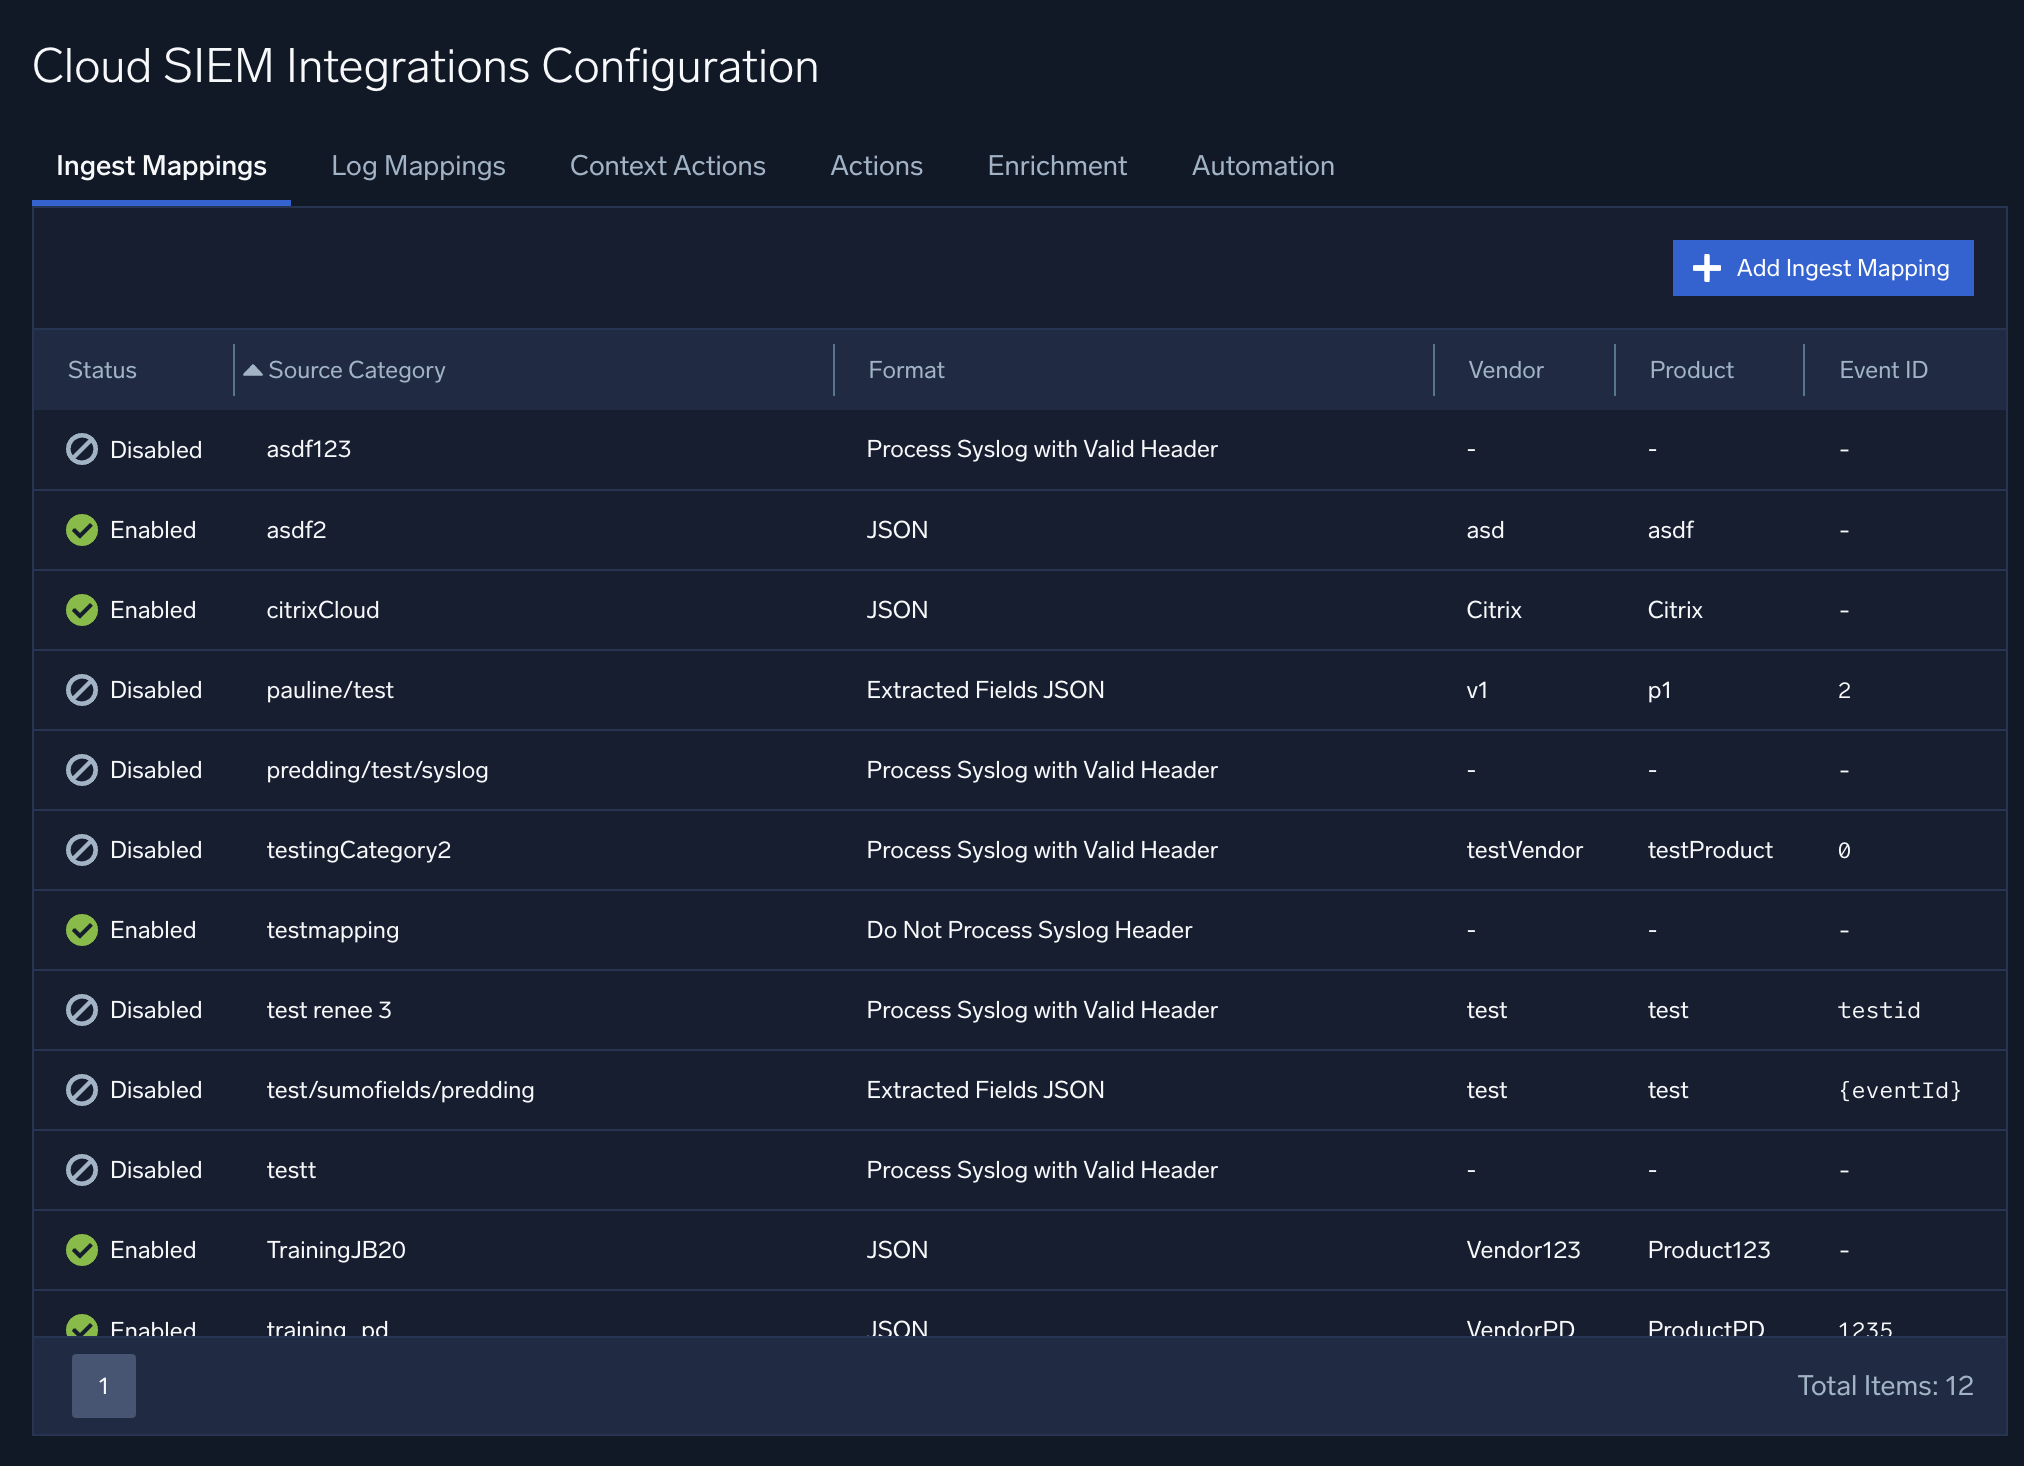 Cloud SIEM Integrations Configuration
Ingest Mappings Log Mappings Context Actions Actions Enrichment Automation
Add Ingest Mapping
Status Source Category Format Vendor Product Event ID
Disabled asdf123 Process Syslog with Valid Header - - -
Enabled asdf2 JSON asd asdf -
Enabled citrixCloud JSON Citrix Citrix -
Disabled pauline/test Extracted Fields JSON v1 p1 2
Disabled predding/test/syslog Process Syslog with Valid Header - - -
Disabled testingCategory2 Process Syslog with Valid Header testVendor testProduct 0
Enabled testmapping Do Not Process Syslog Header - - -
Disabled test renee 3 Process Syslog with Valid Header test test testid
Disabled test/sumofields/predding Extracted Fields JSON test test {eventId}
Disabled testt Process Syslog with Valid Header - - -
Enabled TrainingJB20 JSON Vendor123 Product123 -
Enabled training_pd JSON VendorPD ProductPD 1235
1 Total Items: 12